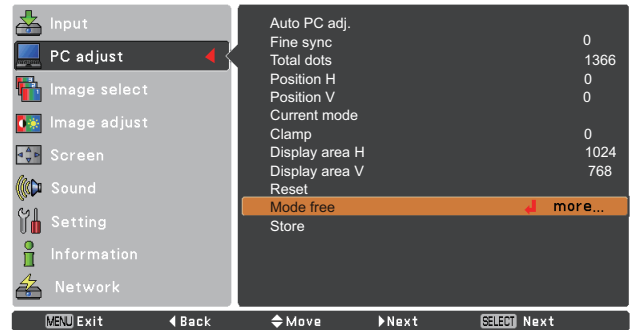 Input
PC adjust
Image select
Image adjust
Screen
Sound
Setting
Information
Network
Auto PC adj.
Fine sync 0
Total dots 1366
Position H 0
Position V 0
Current mode
Clamp 0
Display area H 1024
Display area V 768
Reset
Mode free more...
Store
MENU Exit Back Move Next SELECT Next